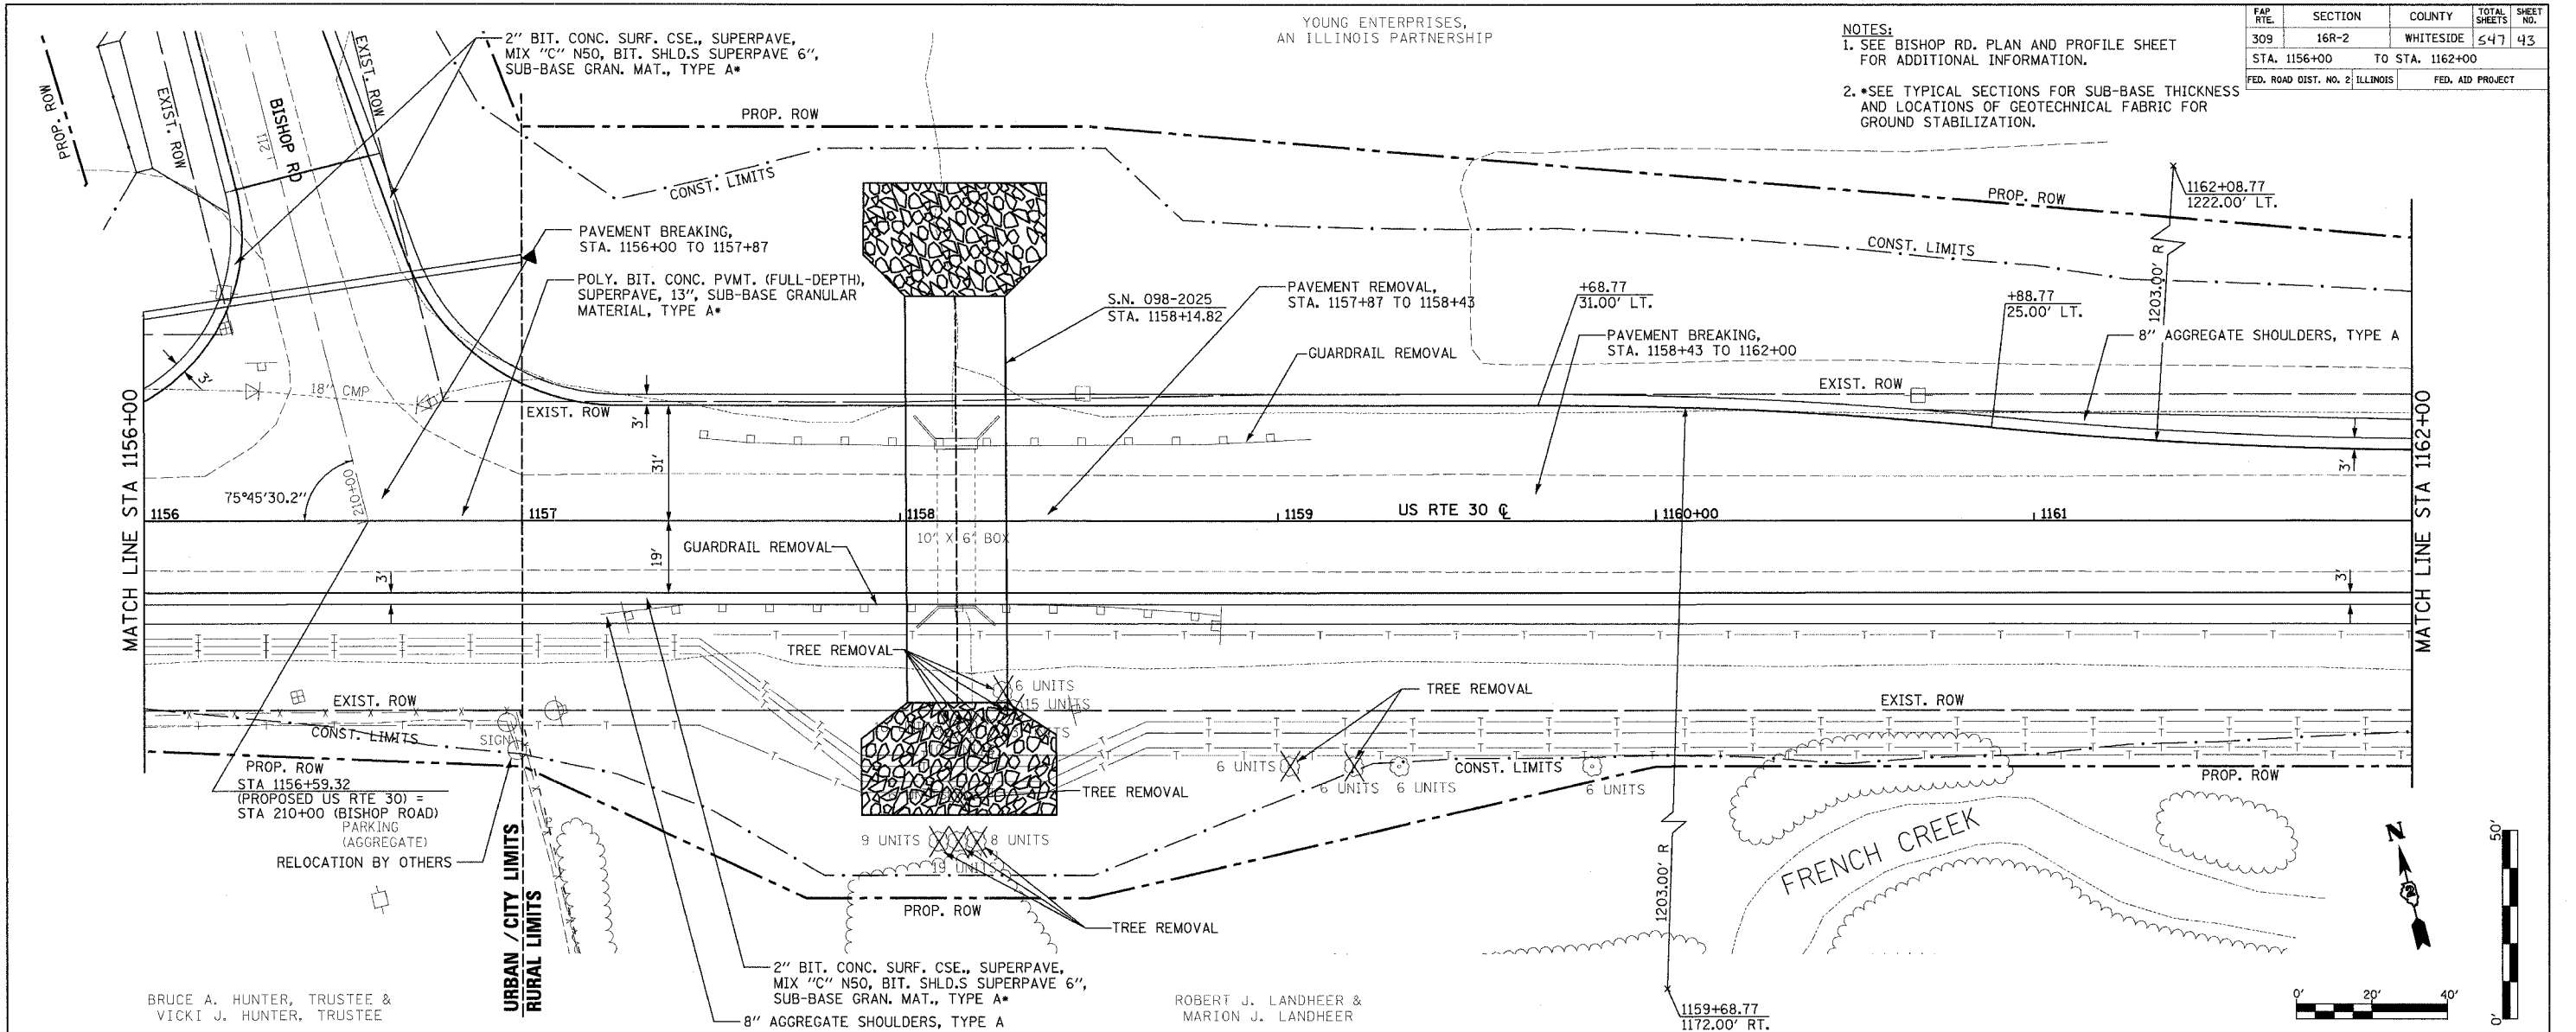 YOUNG ENTERPRISES,
AN ILLINOIS PARTNERSHIP
NOTES:
1. SEE BISHOP RD. PLAN AND PROFILE SHEET
FOR ADDITIONAL INFORMATION.
2. *SEE TYPICAL SECTIONS FOR SUB-BASE THICKNESS
AND LOCATIONS OF GEOTECHNICAL FABRIC FOR
GROUND STABILIZATION.
FAP RTE. SECTION COUNTY TOTAL SHEETS SHEET NO.
309 16R-2 WHITESIDE 547 43
STA. 1156+00 TO STA. 1162+00
FED. ROAD DIST. NO. 2 ILLINOIS FED. AID PROJECT
2" BIT. CONC. SURF. CSE., SUPERPAVE,
MIX "C" N50, BIT. SHLD.S SUPERPAVE 6",
SUB-BASE GRAN. MAT., TYPE A*
PROP. ROW
EXIST. ROW
BISHOP RD
211
EXIST. ROW
PROP. ROW
CONST. LIMITS
PROP. ROW
1162+08.77
1222.00' LT.
CONST. LIMITS
1203.00' R
PAVEMENT BREAKING,
STA. 1156+00 TO 1157+87
POLY. BIT. CONC. PVMT. (FULL-DEPTH),
SUPERPAVE, 13", SUB-BASE GRANULAR
MATERIAL, TYPE A*
S.N. 098-2025
STA. 1158+14.82
PAVEMENT REMOVAL,
STA. 1157+87 TO 1158+43
+68.77
31.00' LT.
+88.77
25.00' LT.
PAVEMENT BREAKING,
STA. 1158+43 TO 1162+00
8" AGGREGATE SHOULDERS, TYPE A
GUARDRAIL REMOVAL
3'
18" CMP
EXIST. ROW
EXIST. ROW
3'
31'
3'
MATCH LINE STA 1156+00
MATCH LINE STA 1162+00
75°45'30.2"
210+00
1156
1157
1158
1159
US RTE 30 ℄
1160+00
1161
10' X 6' BOX
GUARDRAIL REMOVAL
19'
3'
3'
TREE REMOVAL
6 UNITS
15 UNITS
TREE REMOVAL
EXIST. ROW
EXIST. ROW
CONST. LIMITS
SIGN
PROP. ROW
STA 1156+59.32
(PROPOSED US RTE 30) =
STA 210+00 (BISHOP ROAD)
PARKING
(AGGREGATE)
RELOCATION BY OTHERS
6 UNITS
6 UNITS
6 UNITS
6 UNITS
CONST. LIMITS
PROP. ROW
TREE REMOVAL
9 UNITS
8 UNITS
19 UNITS
PROP. ROW
TREE REMOVAL
URBAN / CITY LIMITS
RURAL LIMITS
1203.00' R
FRENCH CREEK
N
2
50'
0'
0' 20' 40'
2" BIT. CONC. SURF. CSE., SUPERPAVE,
MIX "C" N50, BIT. SHLD.S SUPERPAVE 6",
SUB-BASE GRAN. MAT., TYPE A*
8" AGGREGATE SHOULDERS, TYPE A
BRUCE A. HUNTER, TRUSTEE &
VICKI J. HUNTER, TRUSTEE
ROBERT J. LANDHEER &
MARION J. LANDHEER
1159+68.77
1172.00' RT.